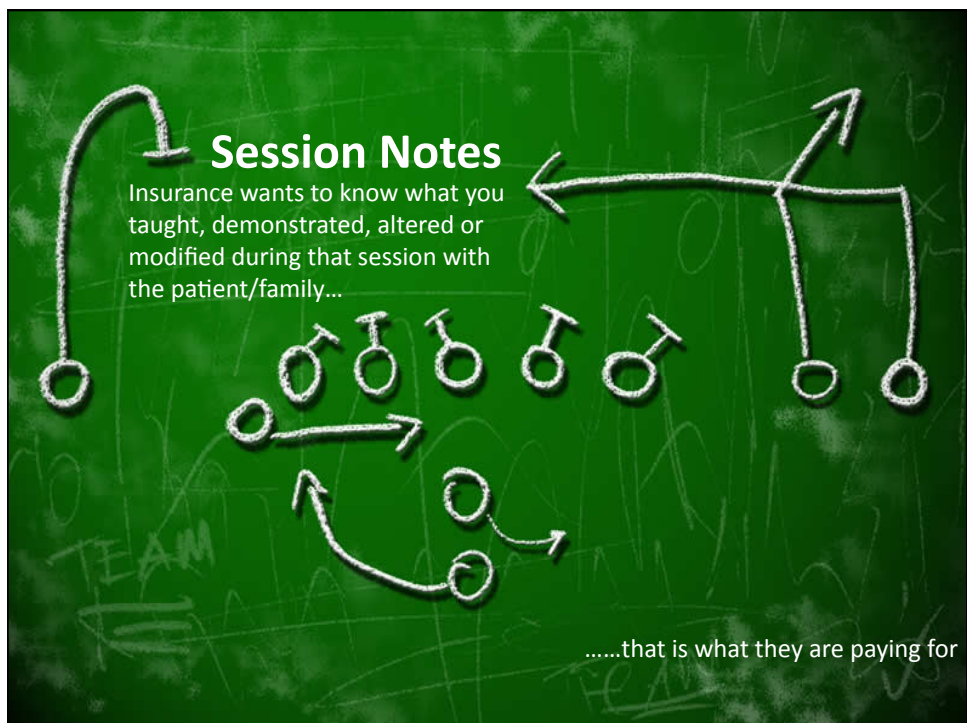 Session Notes
Insurance wants to know what you
taught, demonstrated, altered or
modified during that session with
the patient/family…
TEAM
……that is what they are paying for